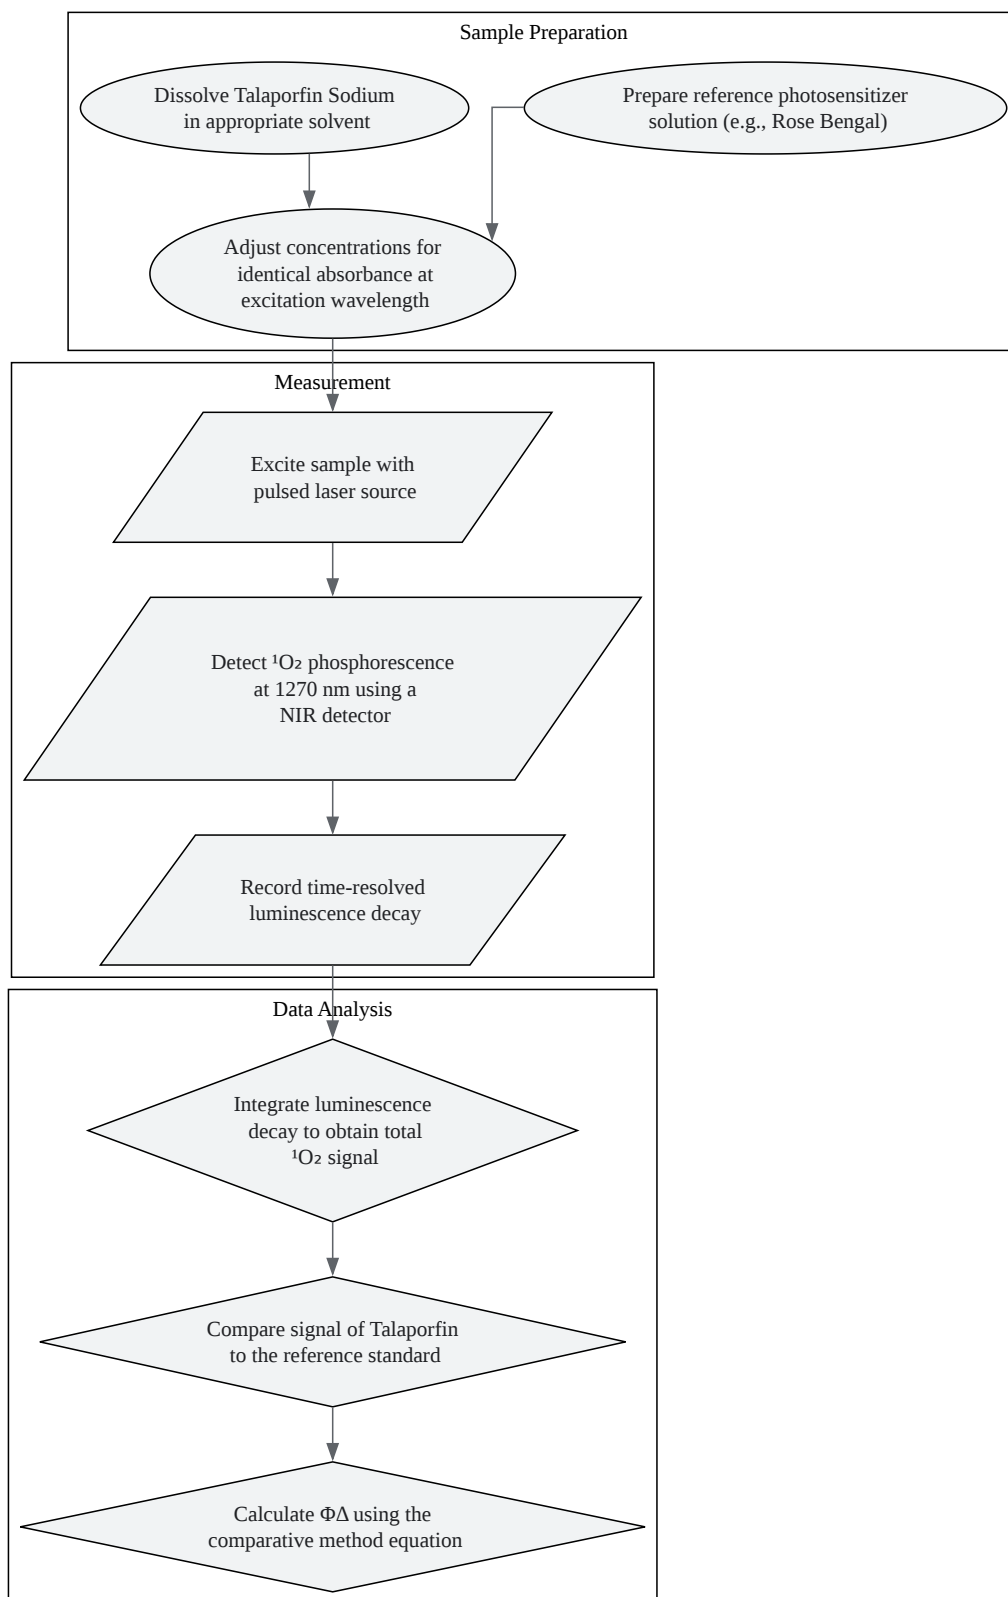 Sample Preparation
Dissolve Talaporfin Sodium
in appropriate solvent
Prepare reference photosensitizer
solution (e.g., Rose Bengal)
Adjust concentrations for
identical absorbance at
excitation wavelength
Measurement
Excite sample with
pulsed laser source
Detect ¹O₂ phosphorescence
at 1270 nm using a
NIR detector
Record time-resolved
luminescence decay
Data Analysis
Integrate luminescence
decay to obtain total
¹O₂ signal
Compare signal of Talaporfin
to the reference standard
Calculate ΦΔ using the
comparative method equation